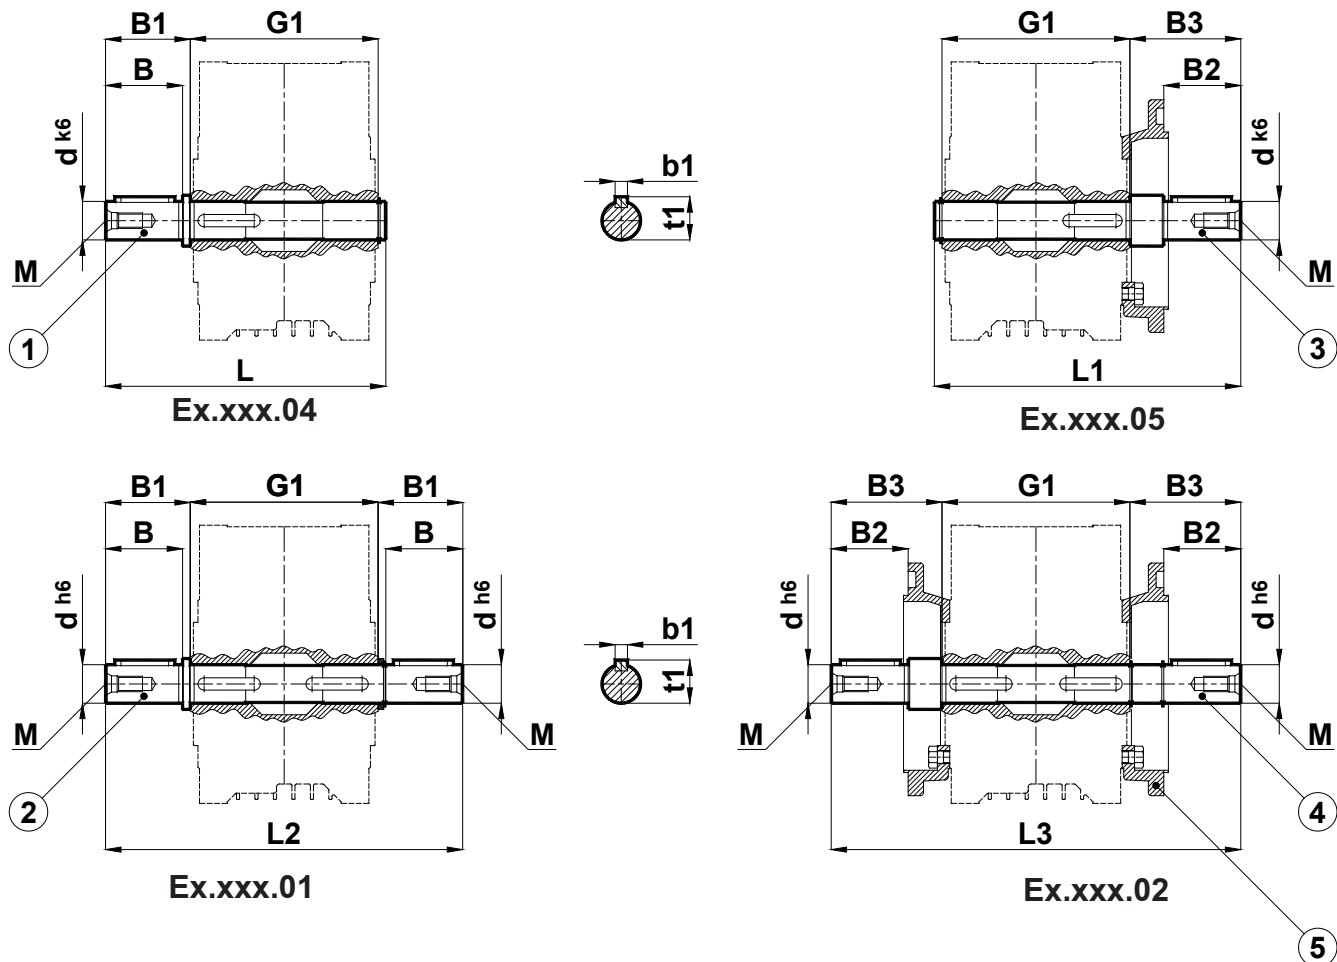 B1 G1
B
d k6
M
1
L
Ex.xxx.04
b1
t1
G1 B3
B2
d k6
M
3
L1
Ex.xxx.05
B1 G1 B1
B B
d h6 d h6
M M
2
L2
Ex.xxx.01
b1
t1
B3 G1 B3
B2 B2
d h6 d h6
M M
4
L3
Ex.xxx.02
5